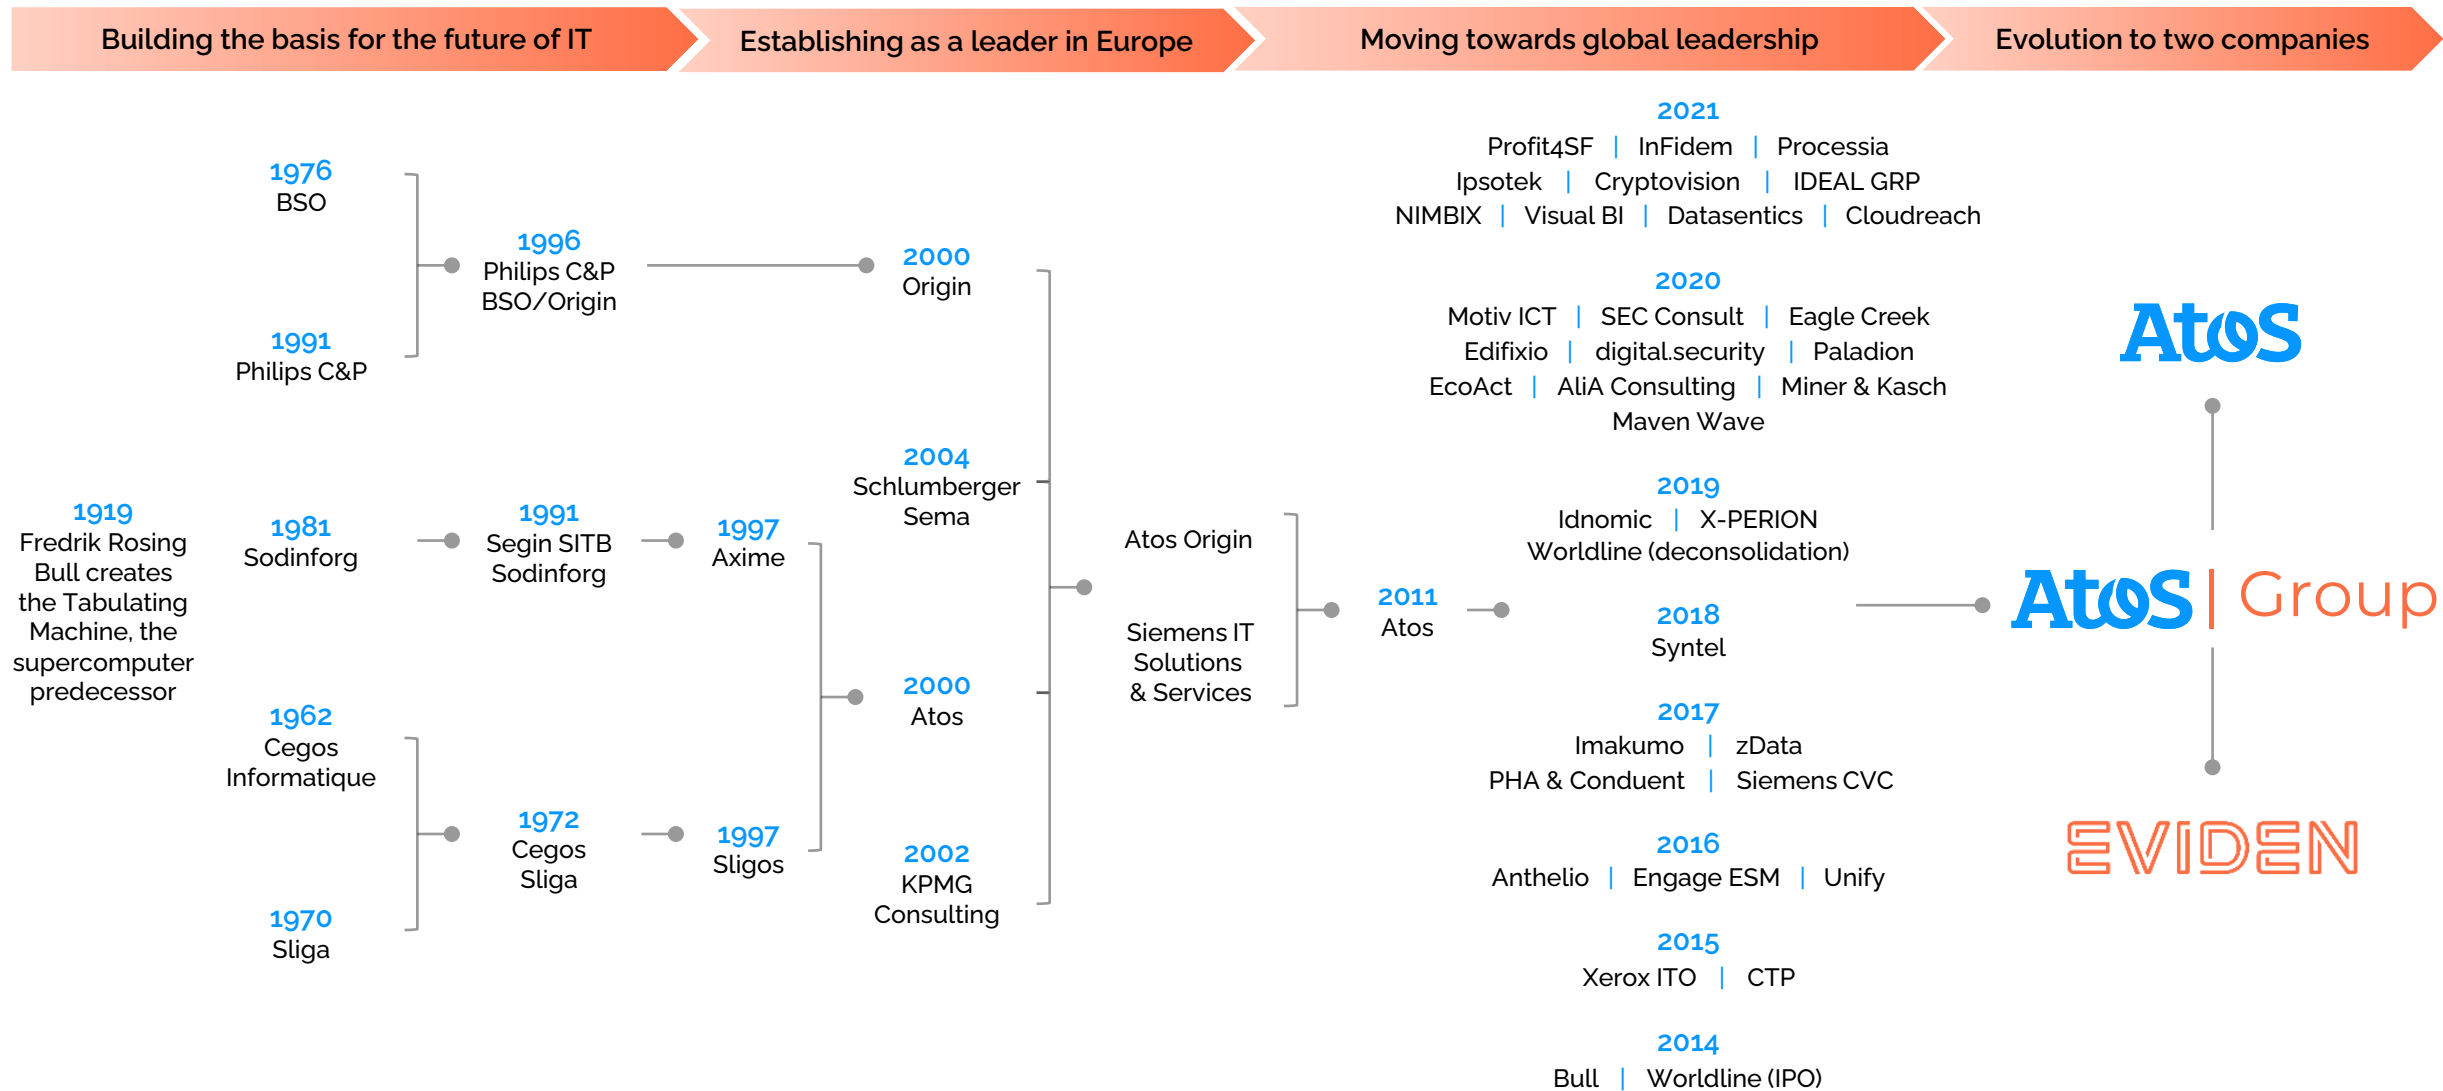 Building the basis for the future of IT
Establishing as a leader in Europe
Moving towards global leadership
Evolution to two companies
1919
Fredrik Rosing
Bull creates
the Tabulating
Machine, the
supercomputer
predecessor
1976
BSO
1991
Philips C&P
1981
Sodinforg
1962
Cegos
Informatique
1970
Sliga
1996
Philips C&P
BSO/Origin
1991
Segin SITB
Sodinforg
1972
Cegos
Sliga
1997
Axime
1997
Sligos
2000
Origin
2004
Schlumberger
Sema
2000
Atos
2002
KPMG
Consulting
Atos Origin
Siemens IT
Solutions
& Services
2011
Atos
2021
Profit4SF | InFidem | Processia
Ipsotek | Cryptovision | IDEAL GRP
NIMBIX | Visual BI | Datasentics | Cloudreach
2020
Motiv ICT | SEC Consult | Eagle Creek
Edifixio | digital.security | Paladion
EcoAct | AliA Consulting | Miner & Kasch
Maven Wave
2019
Idnomic | X-PERION
Worldline (deconsolidation)
2018
Syntel
2017
Imakumo | zData
PHA & Conduent | Siemens CVC
2016
Anthelio | Engage ESM | Unify
2015
Xerox ITO | CTP
2014
Bull | Worldline (IPO)
Atos
Atos | Group
EVIDEN